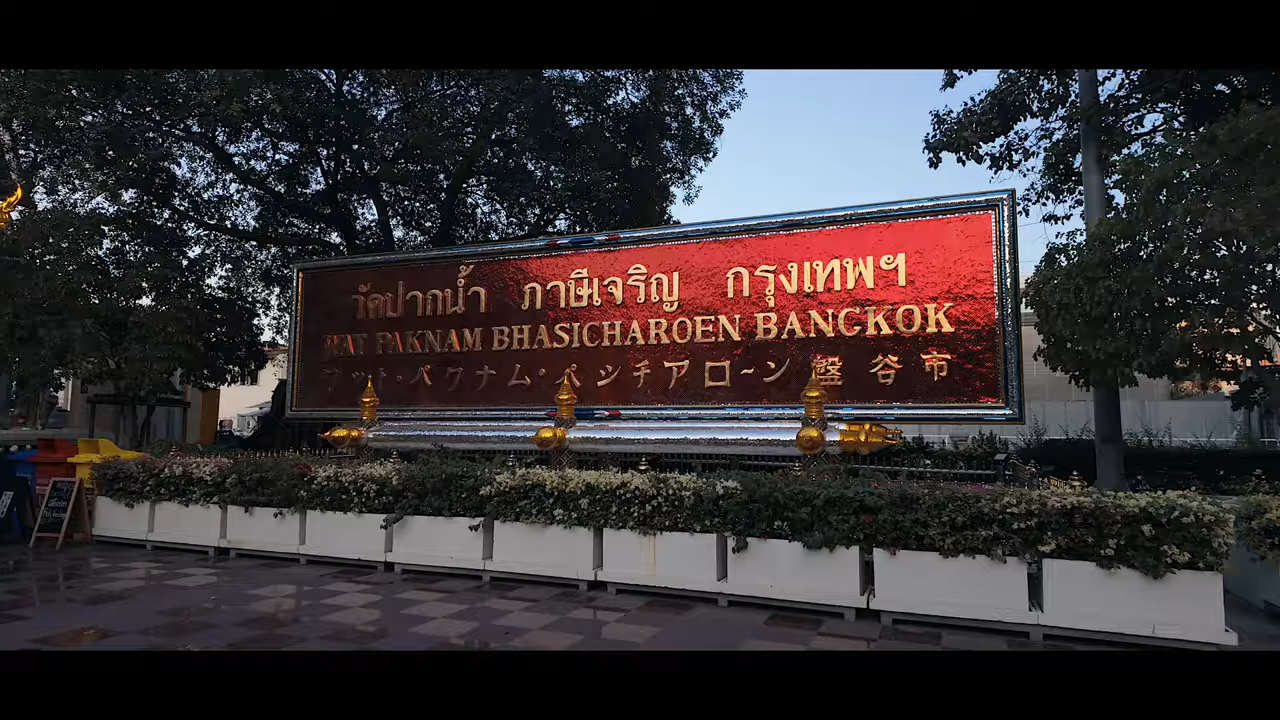 วัดปากน้ำ ภาษีเจริญ กรุงเทพฯ
WAT PAKNAM BHASICHAROEN BANGKOK
ワット・パクナム・パシチアローン 盤谷市